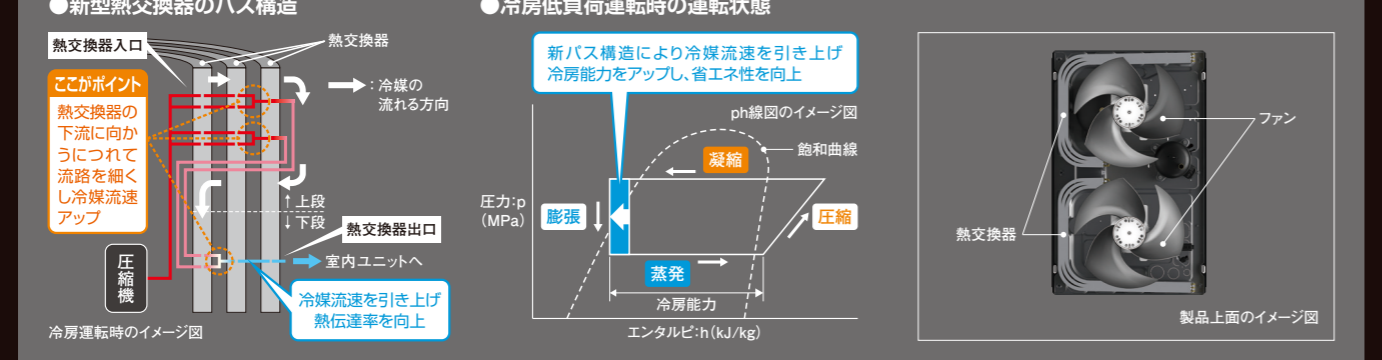 ●新型熱交換器のパス構造
熱交換器入口
熱交換器
ここがポイント
熱交換器の
下流に向か
うにつれて
流路を細く
し冷媒流速
アップ
：冷媒の
流れる方向
↑上段
↓下段
熱交換器出口
圧縮機
室内ユニットへ
冷媒流速を引き上げ
熱伝達率を向上
冷房運転時のイメージ図
●冷房低負荷運転時の運転状態
新パス構造により冷媒流速を引き上げ
冷房能力をアップし、省エネ性を向上
ph線図のイメージ図
飽和曲線
凝縮
圧力:p
(MPa)
膨張
圧縮
蒸発
冷房能力
エンタルピ:h(kJ/kg)
ファン
熱交換器
製品上面のイメージ図